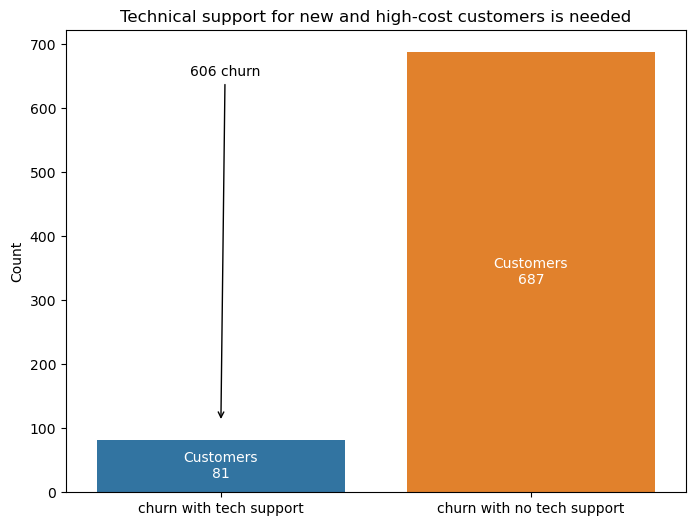 Technical support for new and high-cost customers is needed
700
600
500
400
300
200
100
0
Count
606 churn
Customers
81
Customers
687
churn with tech support
churn with no tech support